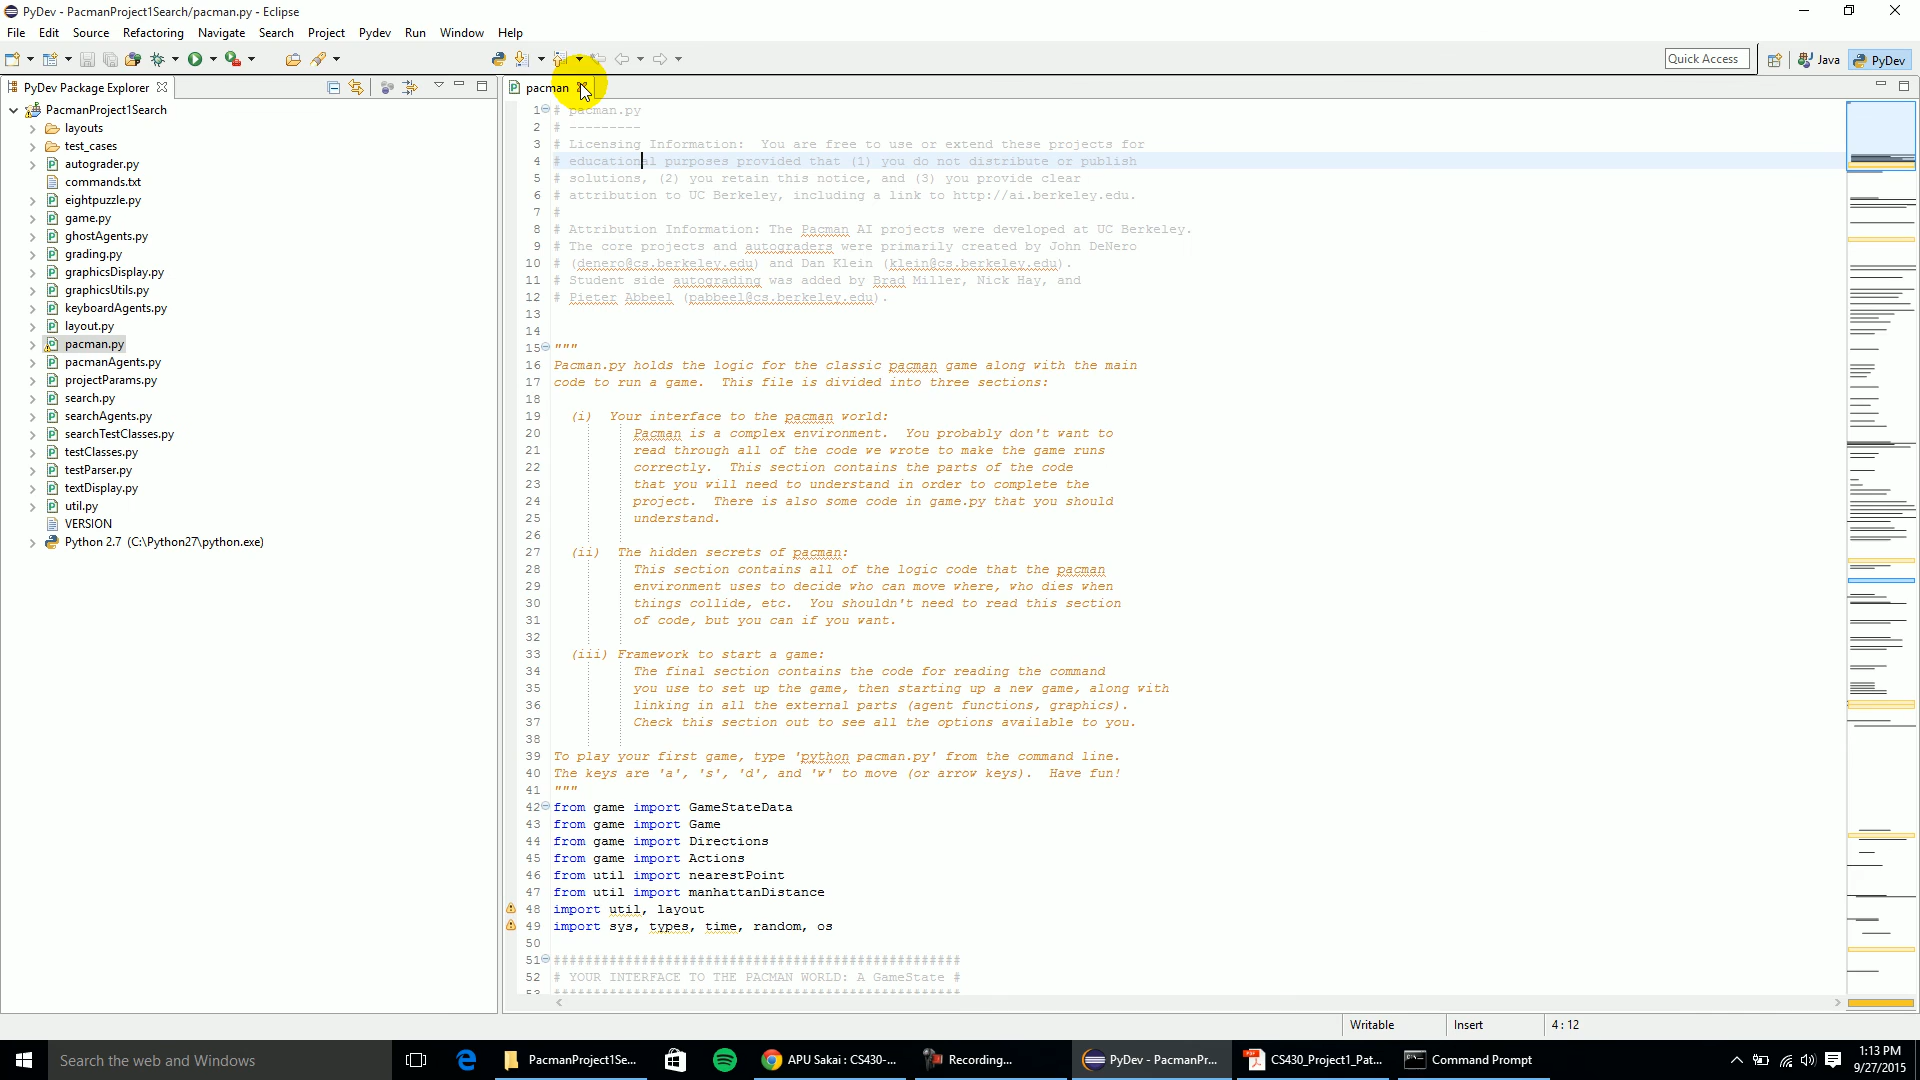 PyDev - PacmanProject1Search/pacman.py - Eclipse
File Edit Source Refactoring Navigate Search Project Pydev Run Window Help
Quick Access Java PyDev
PyDev Package Explorer
PacmanProject1Search
layouts
test_cases
autograder.py
commands.txt
eightpuzzle.py
game.py
ghostAgents.py
grading.py
graphicsDisplay.py
graphicsUtils.py
keyboardAgents.py
layout.py
pacman.py
pacmanAgents.py
projectParams.py
search.py
searchAgents.py
searchTestClasses.py
testClasses.py
testParser.py
textDisplay.py
util.py
VERSION
Python 2.7 (C:\Python27\python.exe)
pacman
1 # pacman.py
2 # ---------
3 # Licensing Information:  You are free to use or extend these projects for
4 # educational purposes provided that (1) you do not distribute or publish
5 # solutions, (2) you retain this notice, and (3) you provide clear
6 # attribution to UC Berkeley, including a link to http://ai.berkeley.edu.
7 #
8 # Attribution Information: The Pacman AI projects were developed at UC Berkeley.
9 # The core projects and autograders were primarily created by John DeNero
10 # (denero@cs.berkeley.edu) and Dan Klein (klein@cs.berkeley.edu).
11 # Student side autograding was added by Brad Miller, Nick Hay, and
12 # Pieter Abbeel (pabbeel@cs.berkeley.edu).
13
14
15 """
16 Pacman.py holds the logic for the classic pacman game along with the main
17 code to run a game.  This file is divided into three sections:
18
19 (i)  Your interface to the pacman world:
20 Pacman is a complex environment.  You probably don't want to
21 read through all of the code we wrote to make the game runs
22 correctly.  This section contains the parts of the code
23 that you will need to understand in order to complete the
24 project.  There is also some code in game.py that you should
25 understand.
26
27 (ii)  The hidden secrets of pacman:
28 This section contains all of the logic code that the pacman
29 environment uses to decide who can move where, who dies when
30 things collide, etc.  You shouldn't need to read this section
31 of code, but you can if you want.
32
33 (iii) Framework to start a game:
34 The final section contains the code for reading the command
35 you use to set up the game, then starting up a new game, along with
36 linking in all the external parts (agent functions, graphics).
37 Check this section out to see all the options available to you.
38
39 To play your first game, type 'python pacman.py' from the command line.
40 The keys are 'a', 's', 'd', and 'w' to move (or arrow keys).  Have fun!
41 """
42 from game import GameStateData
43 from game import Game
44 from game import Directions
45 from game import Actions
46 from util import nearestPoint
47 from util import manhattanDistance
48 import util, layout
49 import sys, types, time, random, os
50
51 ###################################################
52 # YOUR INTERFACE TO THE PACMAN WORLD: A GameState #
53 ###################################################
Writable Insert 4 : 12
Search the web and Windows
PacmanProject1Se...
APU Sakai : CS430-...
Recording...
PyDev - PacmanPr...
CS430_Project1_Pat...
Command Prompt
1:13 PM
9/27/2015